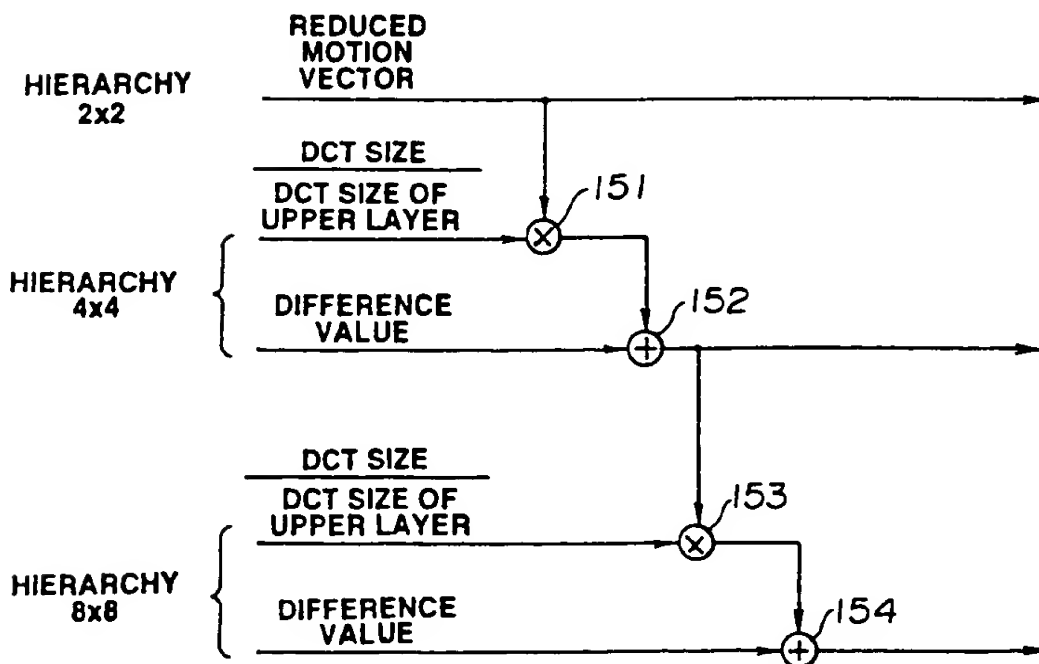 REDUCED
MOTION
VECTOR
HIERARCHY
2x2
DCT SIZE
DCT SIZE OF
UPPER LAYER
151
HIERARCHY
4x4
DIFFERENCE
VALUE
152
DCT SIZE
DCT SIZE OF
UPPER LAYER
153
HIERARCHY
8x8
DIFFERENCE
VALUE
154